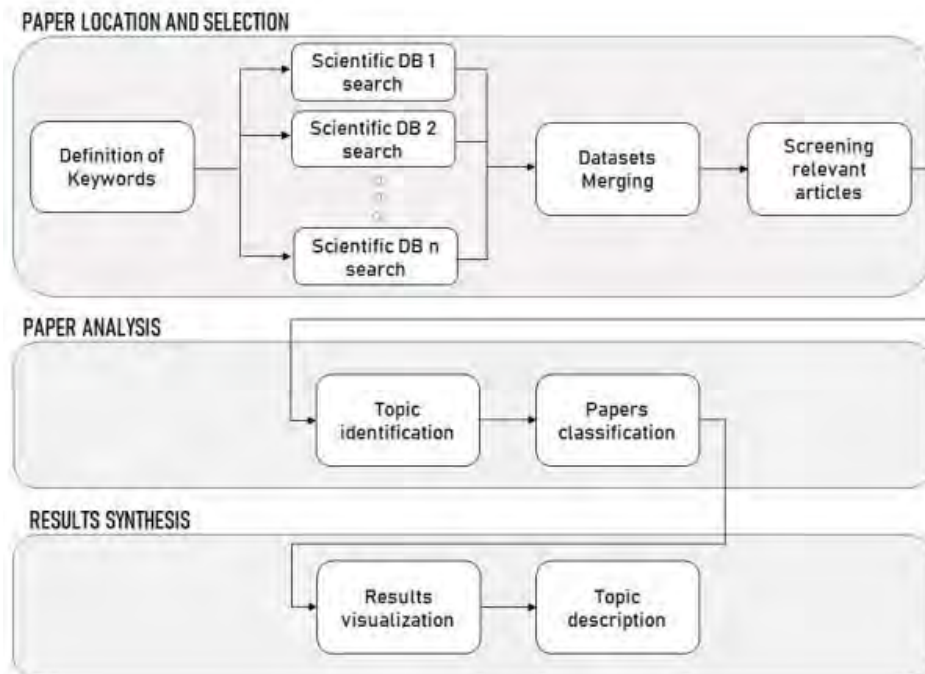 PAPER LOCATION AND SELECTION
Definition of
Keywords
Scientific DB 1
search
Scientific DB 2
search
Scientific DB n
search
Datasets
Merging
Screening
relevant
articles
PAPER ANALYSIS
Topic
identification
Papers
classification
RESULTS SYNTHESIS
Results
visualization
Topic
description